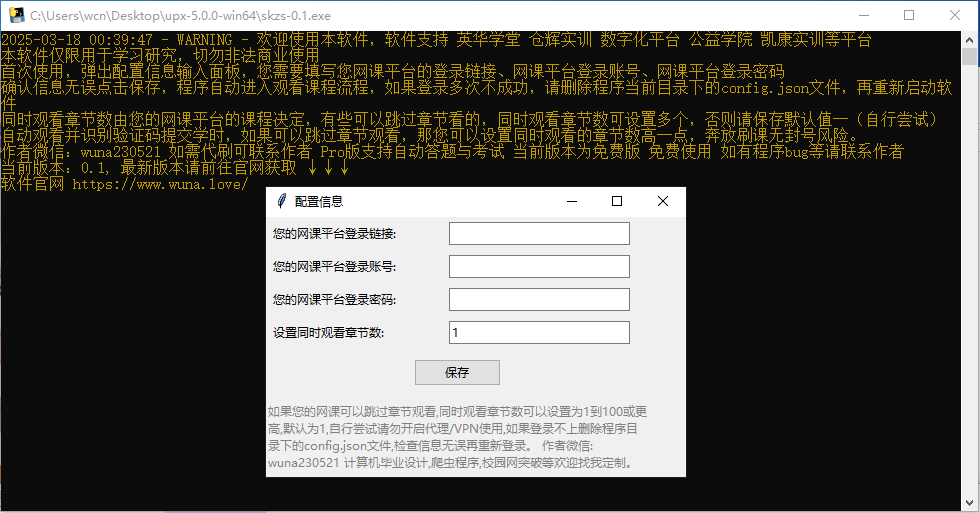 C:\Users\wcn\Desktop\upx-5.0.0-win64\skzs-0.1.exe
2025-03-18 00:39:47 - WARNING - 欢迎使用本软件，软件支持 英华学堂 仓辉实训 数字化平台 公益学院 凯康实训等平台
本软件仅限用于学习研究，切勿非法商业使用
首次使用，弹出配置信息输入面板，您需要填写您网课平台的登录链接、网课平台登录账号、网课平台登录密码
确认信息无误点击保存，程序自动进入观看课程流程，如果登录多次不成功，请删除程序当前目录下的config.json文件，再重新启动软
件
同时观看章节数由您的网课平台的课程决定，有些可以跳过章节看的，同时观看章节数可设置多个，否则请保存默认值一（自行尝试）
自动观看并识别验证码提交学时，如果可以跳过章节观看，那您可以设置同时观看的章节数高一点，奔放刷课无封号风险。
作者微信：wuna230521 如需代刷可联系作者 Pro版支持自动答题与考试 当前版本为免费版 免费使用 如有程序bug等请联系作者
当前版本：0.1, 最新版本请前往官网获取 ↓↓↓
软件官网 https://www.wuna.love/
配置信息
您的网课平台登录链接:
您的网课平台登录账号:
您的网课平台登录密码:
设置同时观看章节数: 1
保存
如果您的网课可以跳过章节观看,同时观看章节数可以设置为1到100或更
高,默认为1,自行尝试请勿开启代理/VPN使用,如果登录不上删除程序目
录下的config.json文件,检查信息无误再重新登录。 作者微信:
wuna230521 计算机毕业设计,爬虫程序,校园网突破等欢迎找我定制。